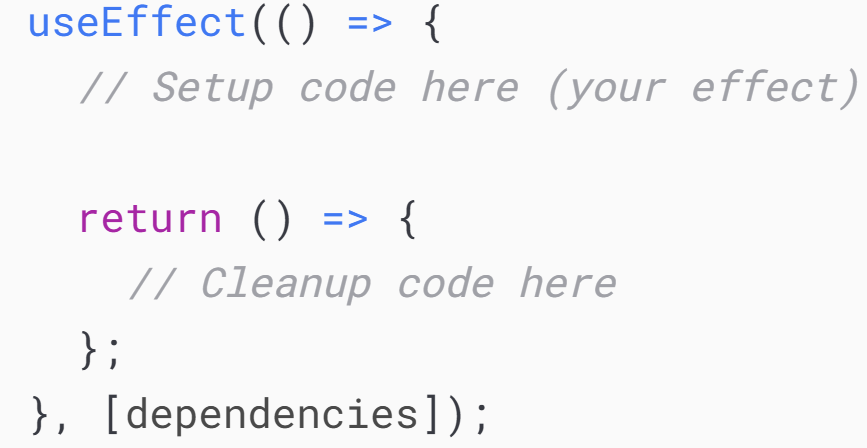 useEffect(() => {
  // Setup code here (your effect)
  return () => {
    // Cleanup code here
  };
}, [dependencies]);